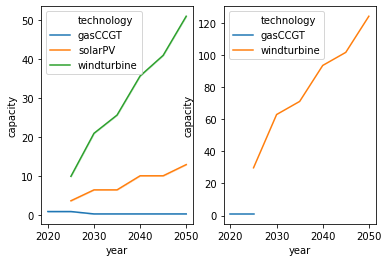 technology
gasCCGT
solarPV
windturbine
capacity
50
40
30
20
10
0
2020
2030
2040
2050
year
technology
gasCCGT
windturbine
capacity
120
100
80
60
40
20
0
2020
2030
2040
2050
year